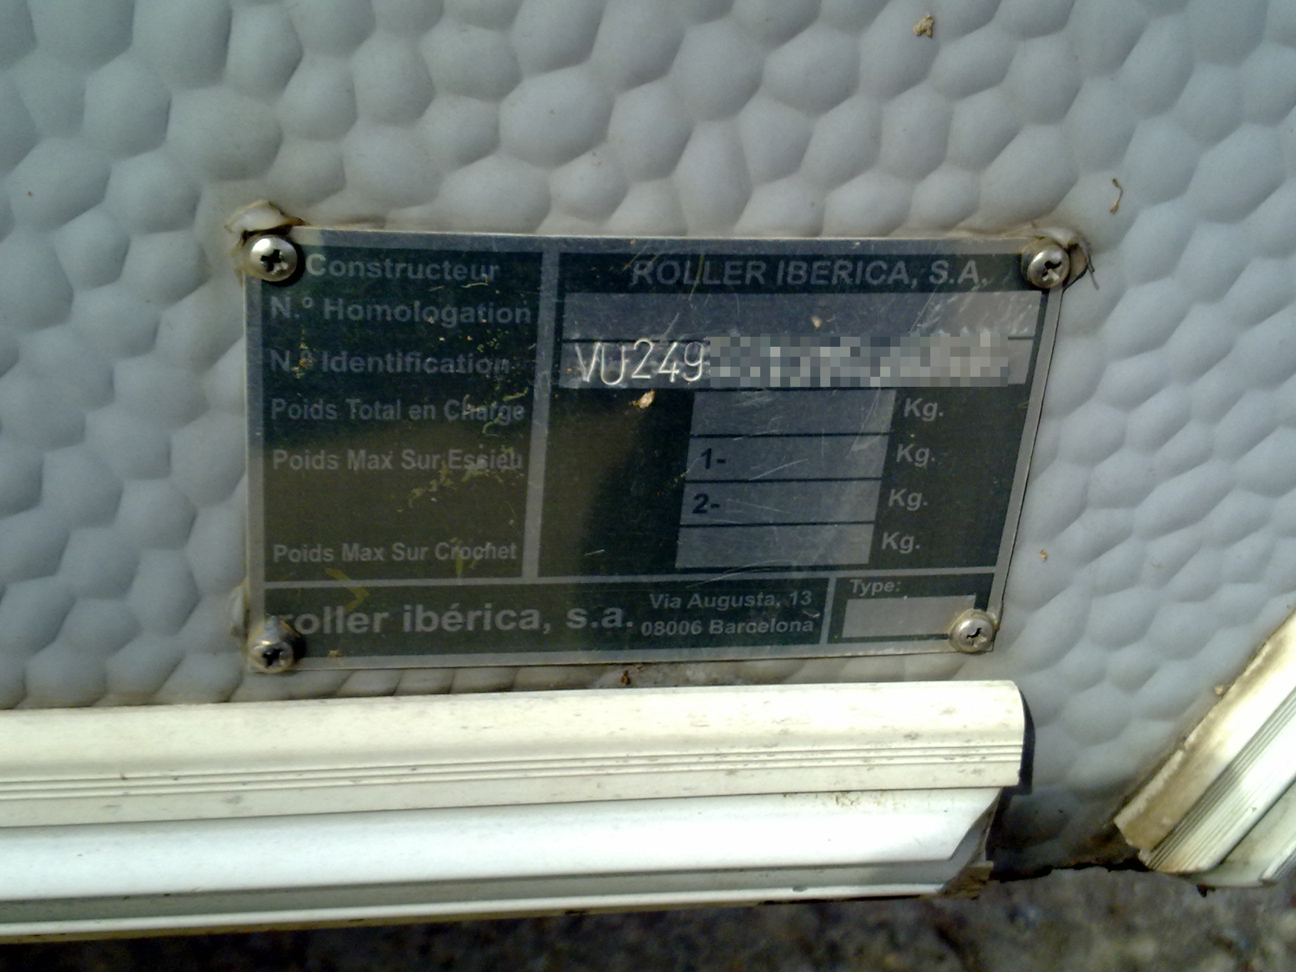 Constructeur ROLLER IBERICA, S.A.
N.º Homologation
N.º Identification VU249
Poids Total en Charge Kg.
Poids Max Sur Essieu 1- Kg.
2- Kg.
Poids Max Sur Crochet Kg.
roller ibérica, s.a.
Via Augusta, 13
08006 Barcelona
Type: